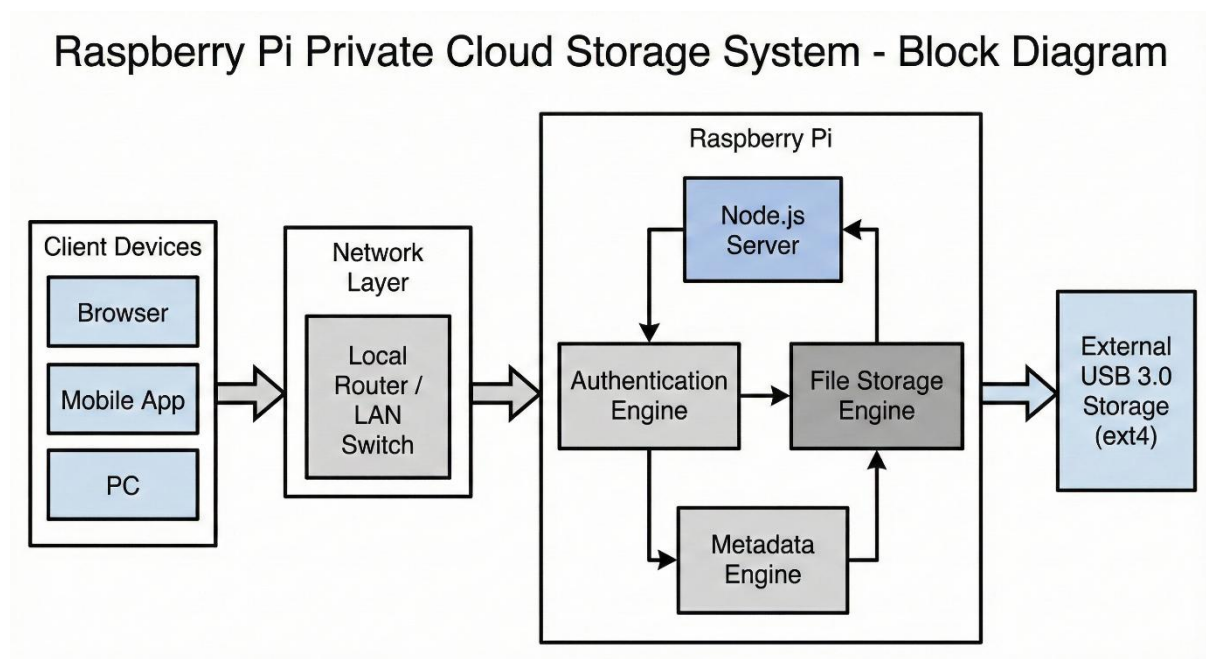 Raspberry Pi Private Cloud Storage System - Block Diagram
Client Devices
Browser
Mobile App
PC
Network
Layer
Local
Router /
LAN
Switch
Raspberry Pi
Node.js
Server
Authentication
Engine
File Storage
Engine
Metadata
Engine
External
USB 3.0
Storage
(ext4)